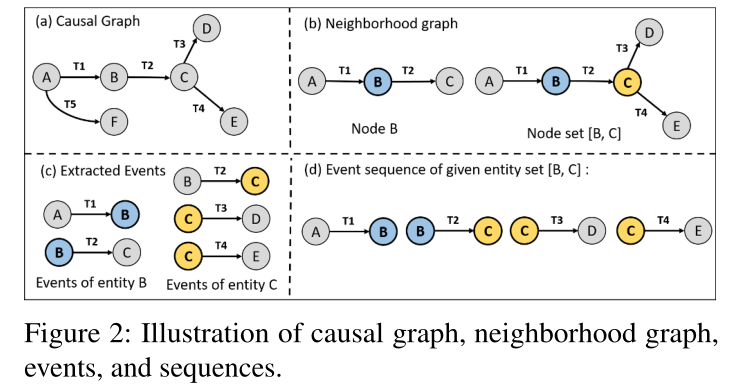 (a) Causal Graph
D
T3
A
T1
B
T2
C
T4
T5
F
E
(b) Neighborhood graph
A
T1
B
T2
C
Node B
A
T1
B
T2
C
T3
D
T4
E
Node set [B, C]
(c) Extracted Events
A
T1
B
B
T2
C
Events of entity B
B
T2
C
C
T3
D
C
T4
E
Events of entity C
(d) Event sequence of given entity set [B, C] :
A
T1
B
B
T2
C
C
T3
D
C
T4
E
Figure 2: Illustration of causal graph, neighborhood graph,
events, and sequences.